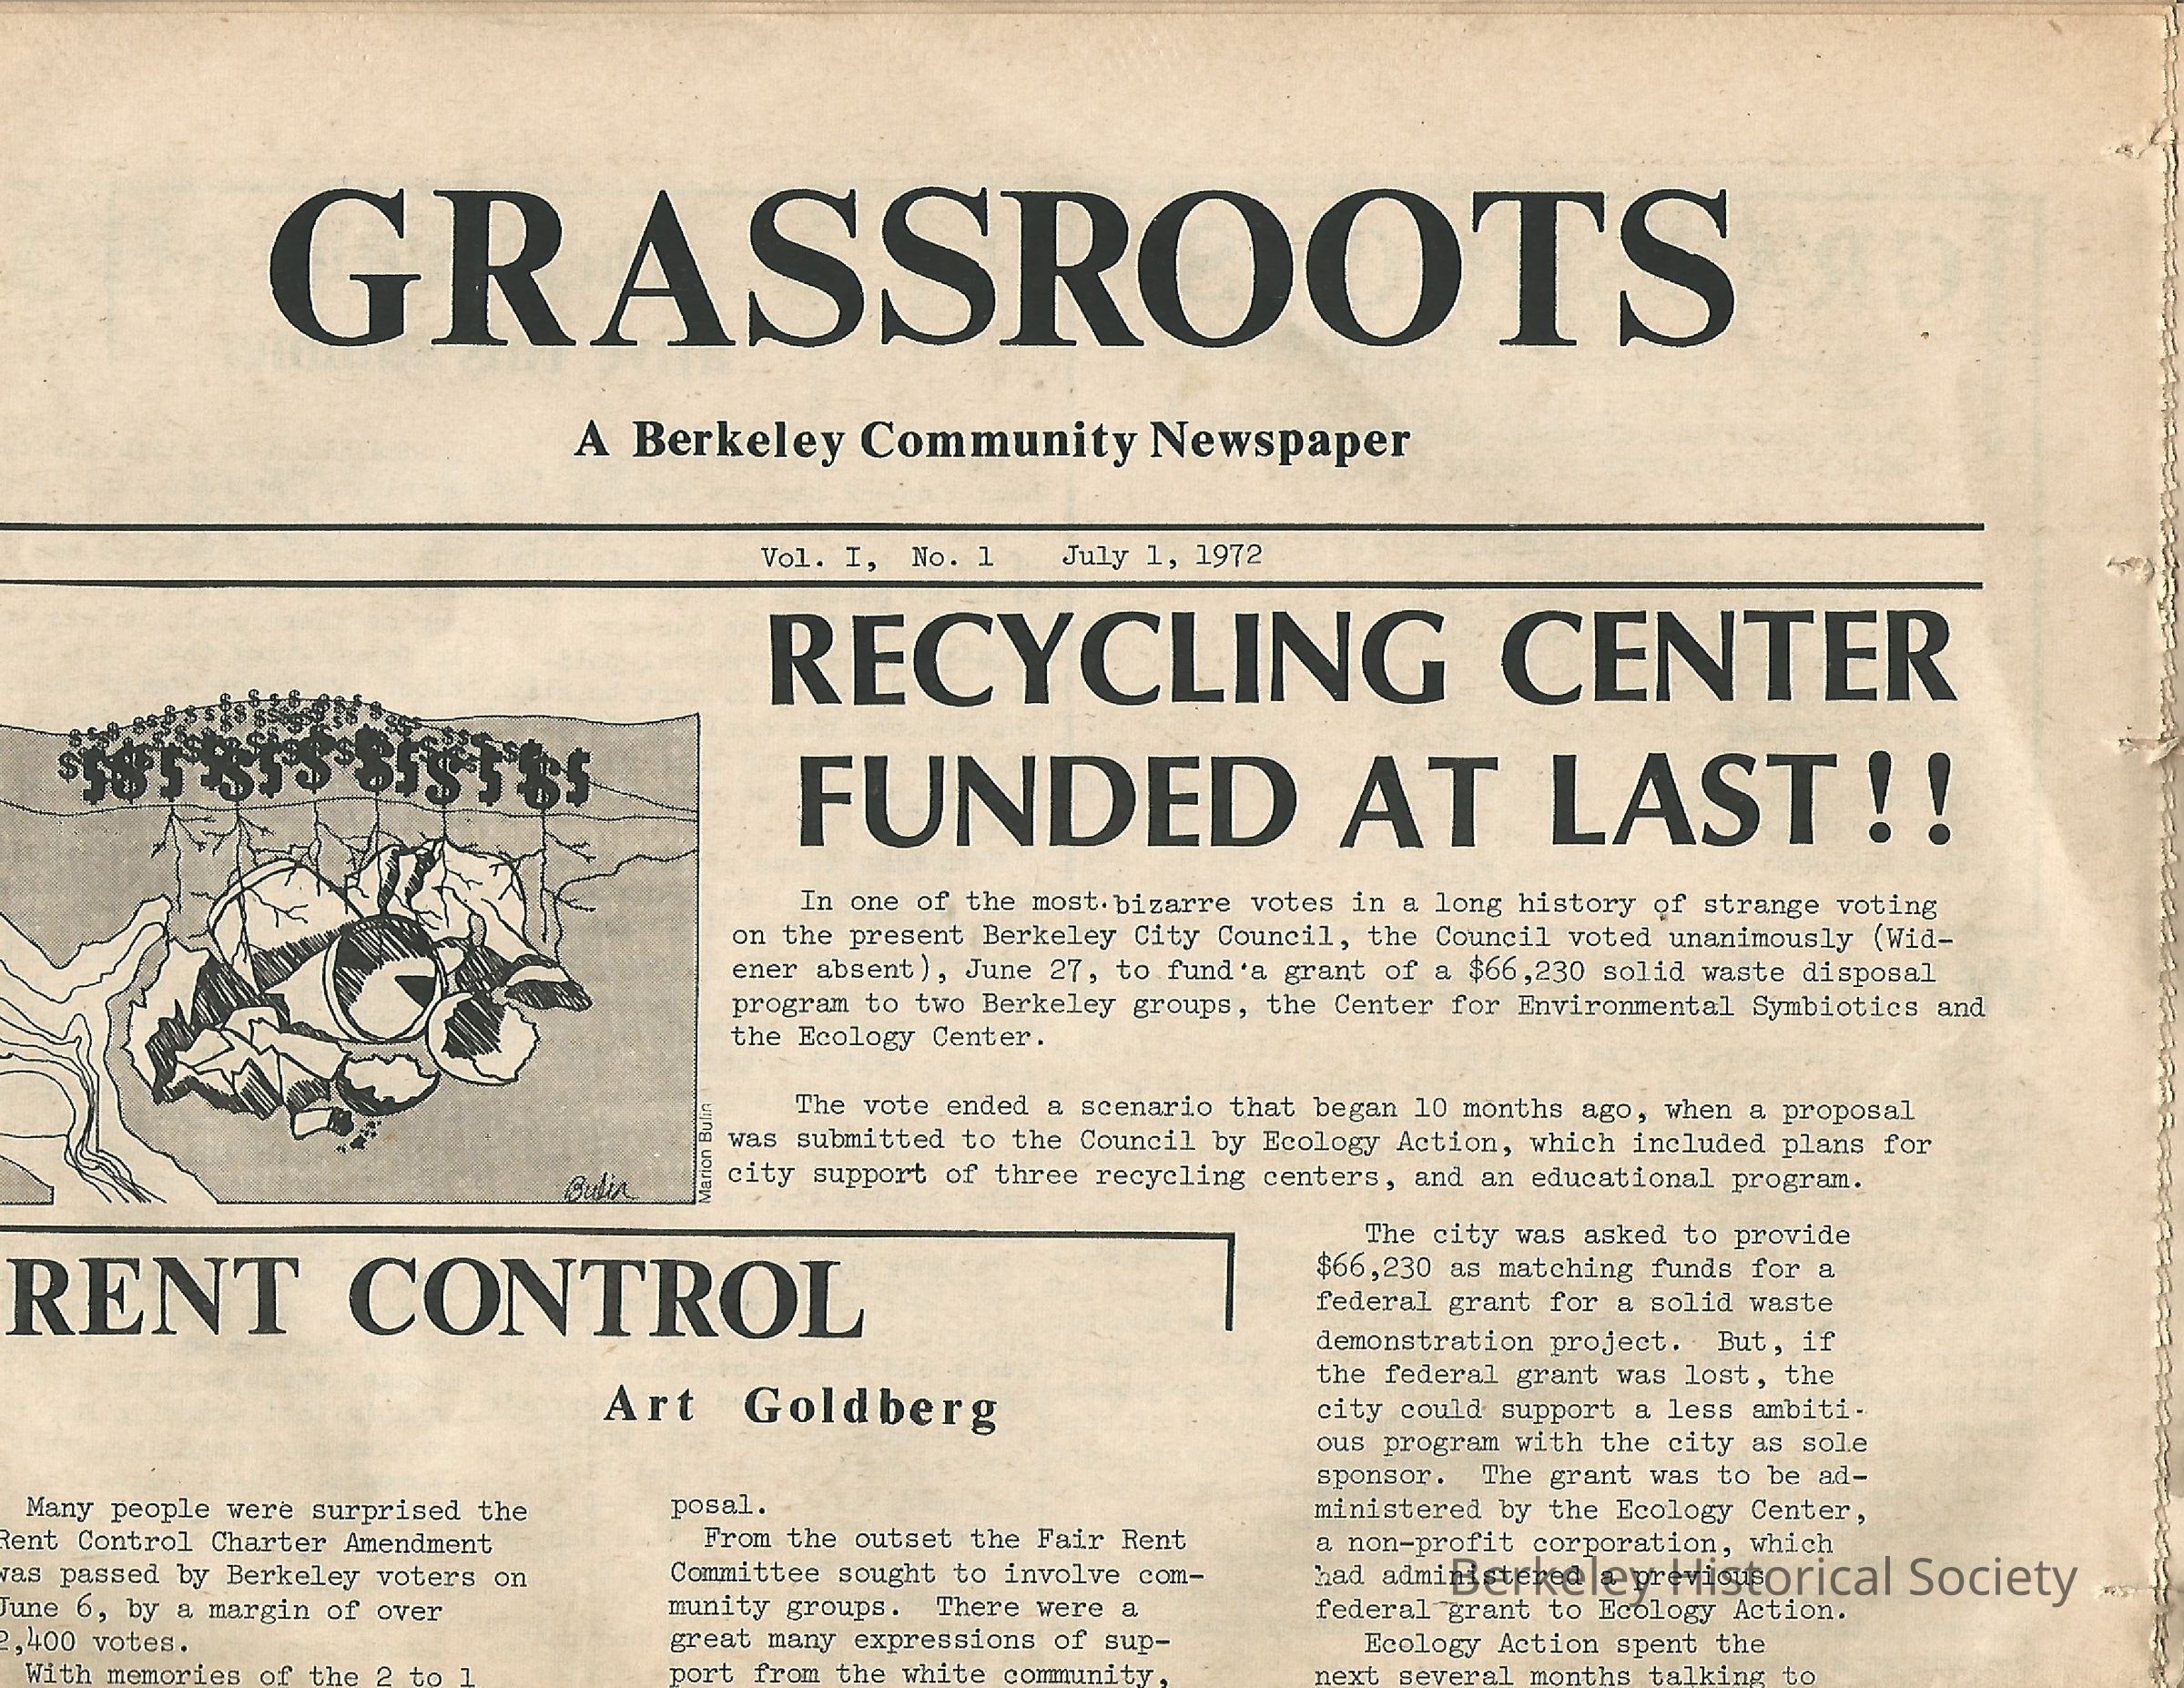 GRASSROOTS
A Berkeley Community Newspaper
Vol. I, No. 1 July 1, 1972
RECYCLING CENTER
FUNDED AT LAST!!
In one of the most bizarre votes in a long history of strange voting
on the present Berkeley City Council, the Council voted unanimously (Wid-
ener absent), June 27, to fund a grant of a $66,230 solid waste disposal
program to two Berkeley groups, the Center for Environmental Symbiotics and
the Ecology Center.
The vote ended a scenario that began 10 months ago, when a proposal
was submitted to the Council by Ecology Action, which included plans for
city support of three recycling centers, and an educational program.
The city was asked to provide
$66,230 as matching funds for a
federal grant for a solid waste
demonstration project. But, if
the federal grant was lost, the
city could support a less ambiti-
ous program with the city as sole
sponsor. The grant was to be ad-
ministered by the Ecology Center,
a non-profit corporation, which
had administered a previous
federal grant to Ecology Action.
Ecology Action spent the
next several months talking to
Bulin
Marion Bulin
RENT CONTROL
Art Goldberg
Many people were surprised the
Rent Control Charter Amendment
was passed by Berkeley voters on
June 6, by a margin of over
2,400 votes.
With memories of the 2 to 1
posal.
From the outset the Fair Rent
Committee sought to involve com-
munity groups. There were a
great many expressions of sup-
port from the white community,
Berkeley Historical Society